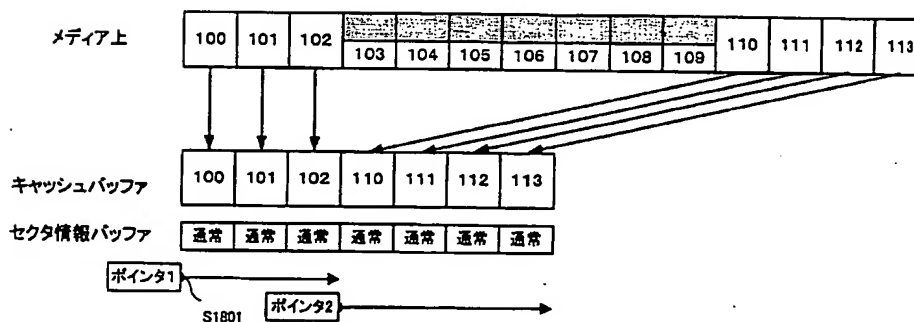 メディア上 100 101 102 103 104 105 106 107 108 109 110 111 112 113
キャッシュバッファ 100 101 102 110 111 112 113
セクタ情報バッファ 通常 通常 通常 通常 通常 通常 通常
ポインタ1
S1801
ポインタ2